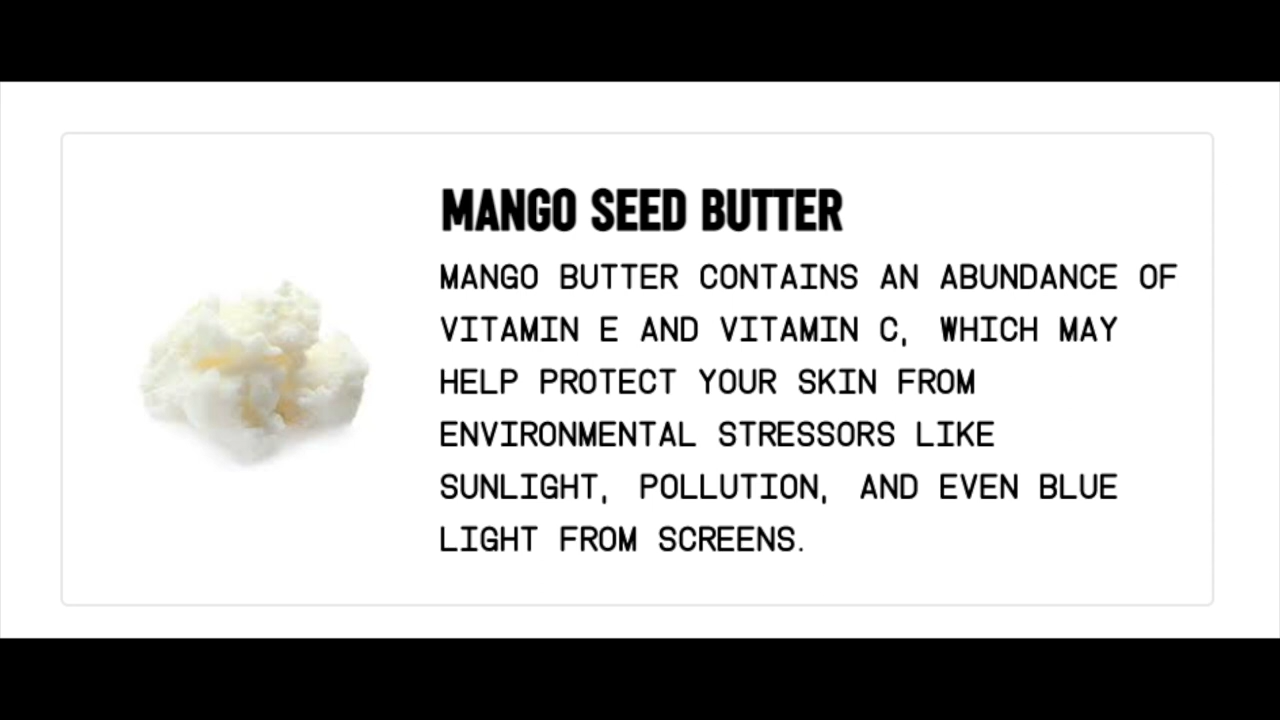 MANGO SEED BUTTER
MANGO BUTTER CONTAINS AN ABUNDANCE OF
VITAMIN E AND VITAMIN C, WHICH MAY
HELP PROTECT YOUR SKIN FROM
ENVIRONMENTAL STRESSORS LIKE
SUNLIGHT, POLLUTION, AND EVEN BLUE
LIGHT FROM SCREENS.